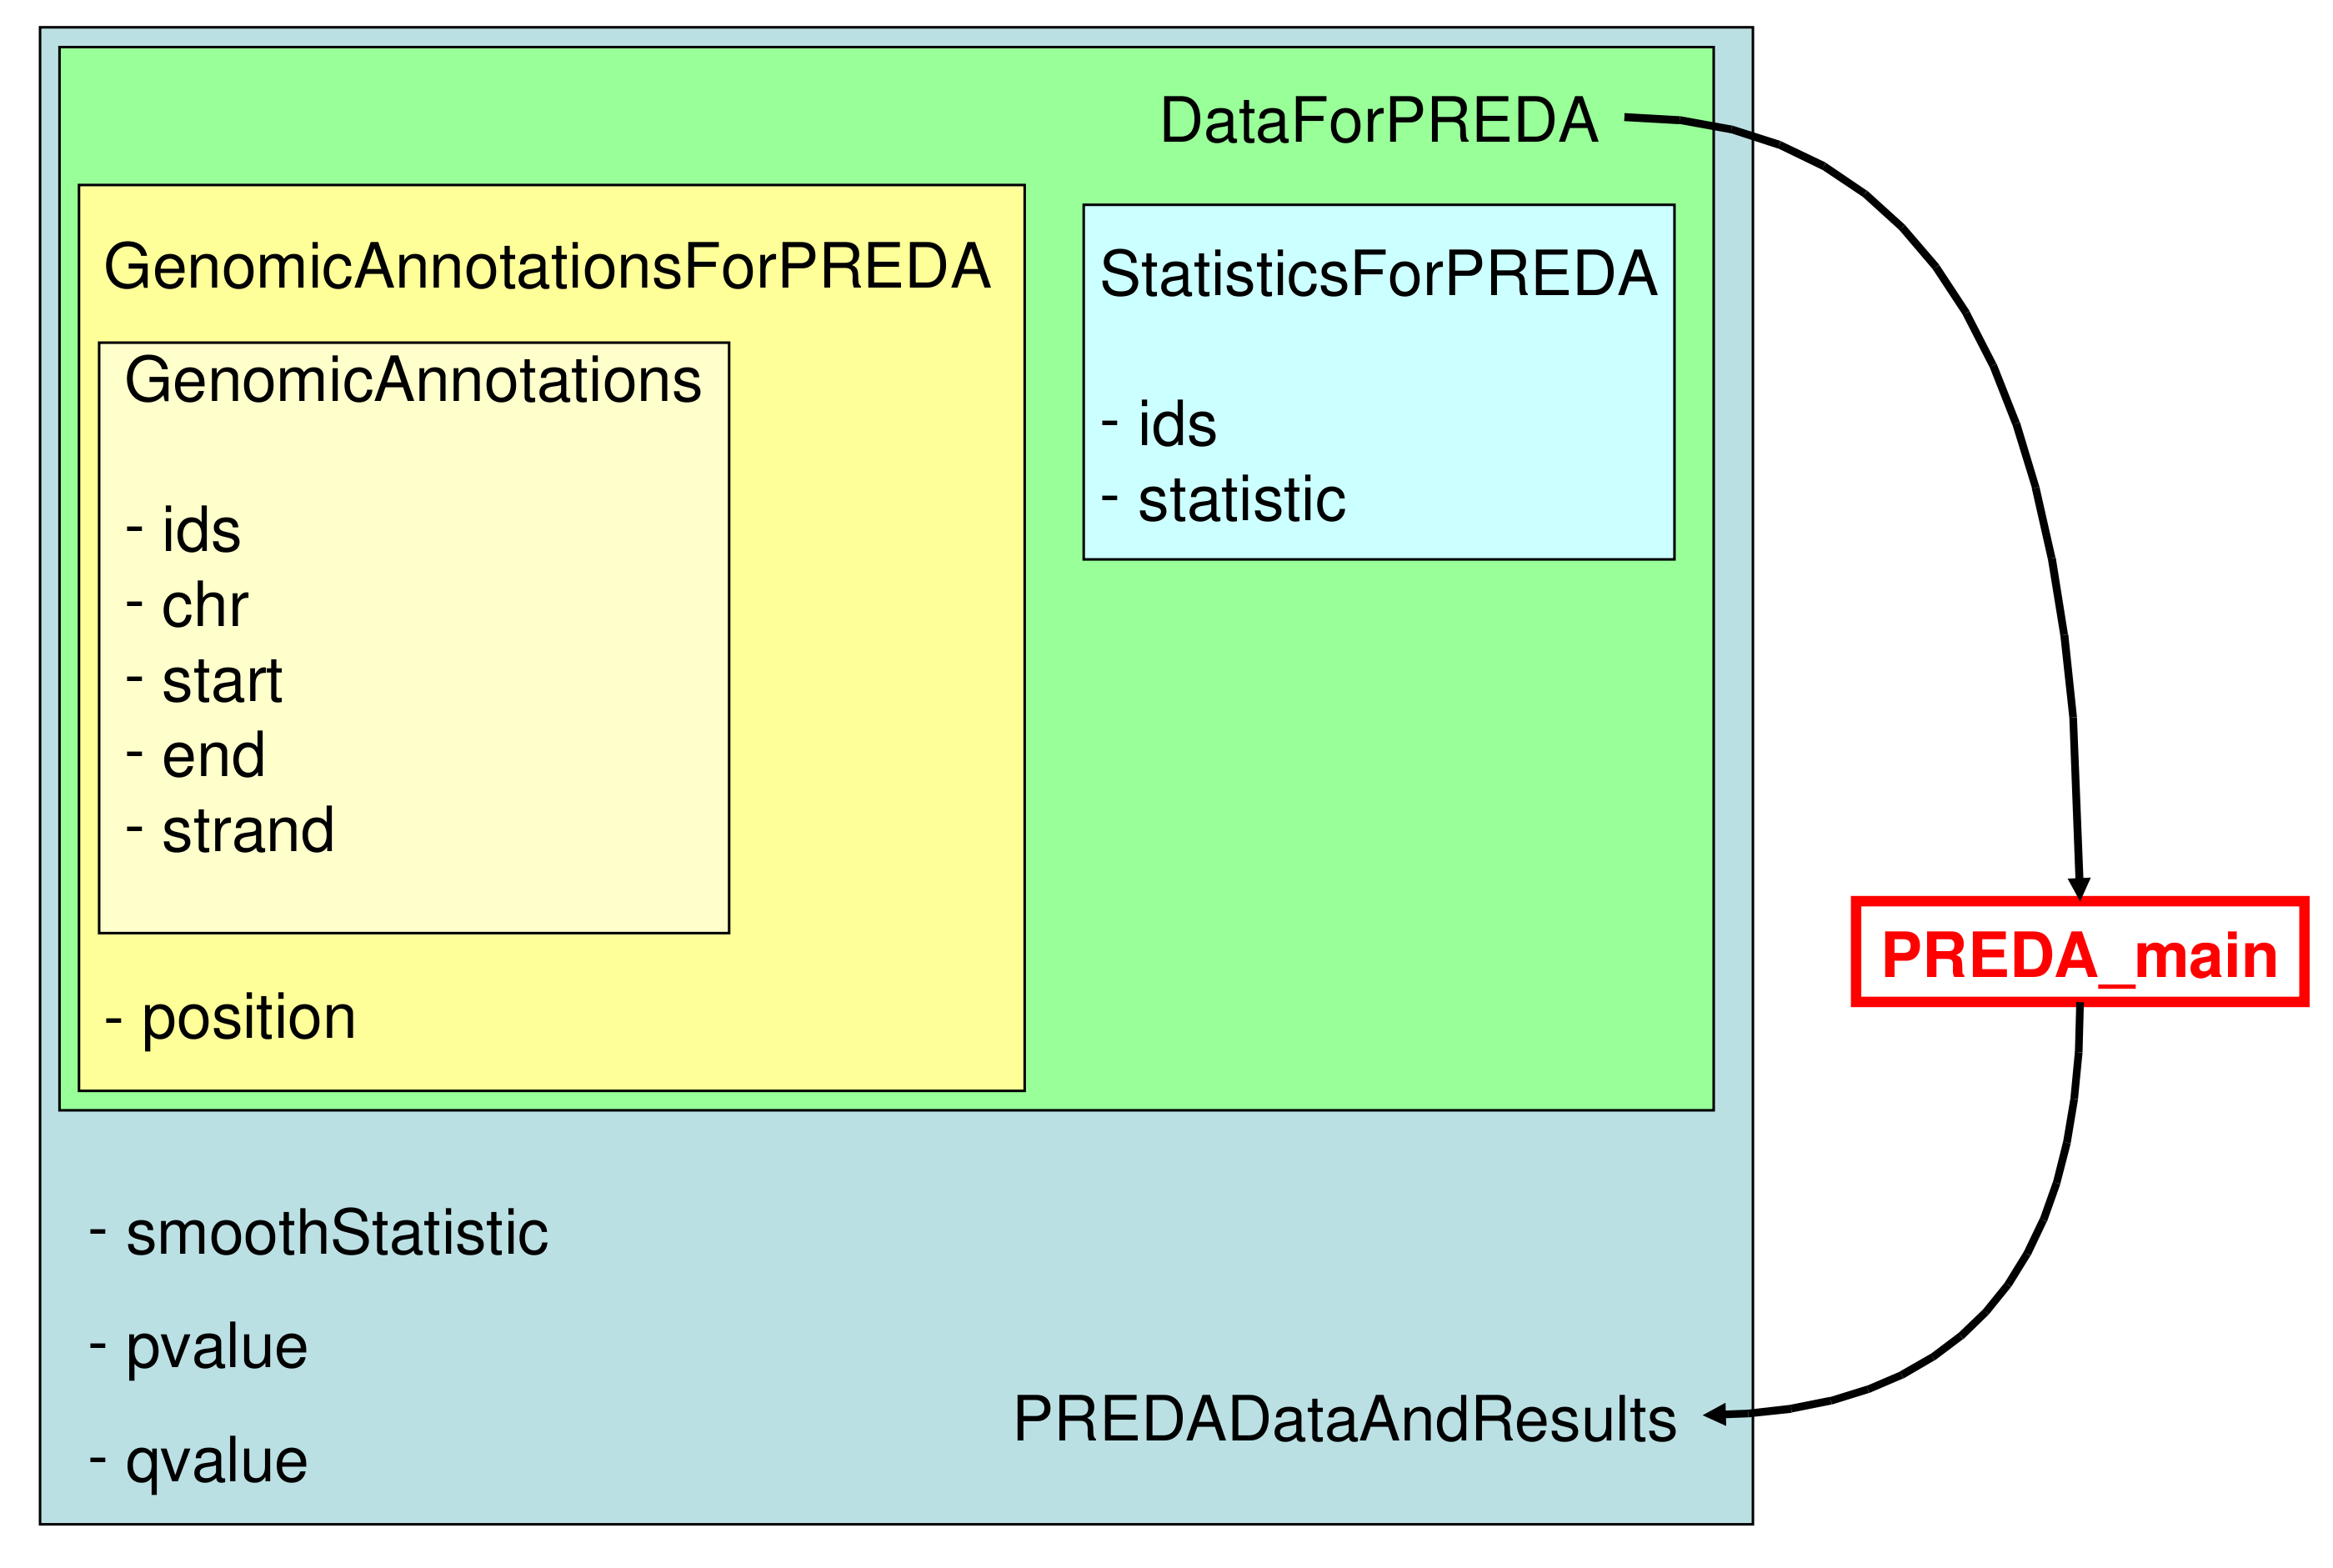 DataForPREDA
GenomicAnnotationsForPREDA
GenomicAnnotations
- ids
- chr
- start
- end
- strand
- position
StatisticsForPREDA
- ids
- statistic
PREDA_main
- smoothStatistic
- pvalue
- qvalue
PREDADataAndResults